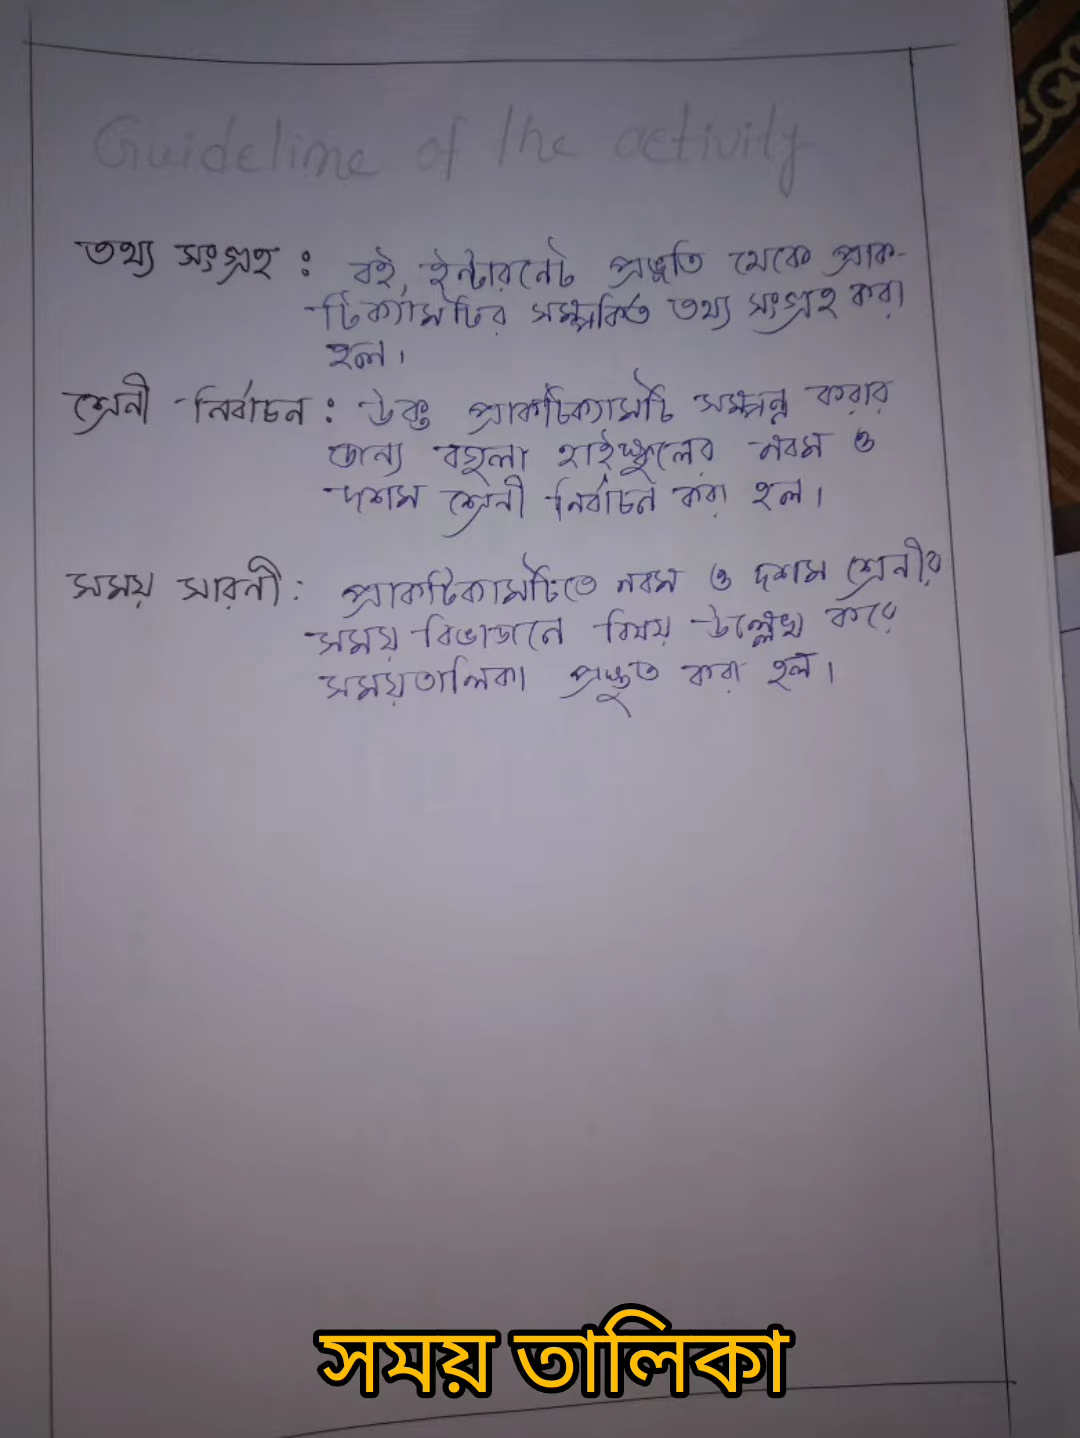 Guideline of the activity
তথ্য সংগ্রহ : বই, ইন্টারনেট প্রভৃতি থেকে প্রাক-
টিক্যামটির সম্পর্কিত তথ্য সংগ্রহ করা
হল।
শ্রেনী নির্বাচন : উক্ত প্রাকটিক্যামটি সম্পন্ন করার
জন্য বহুলা হাইস্কুলের নবম ও
দশম শ্রেনী নির্বাচন করা হল।
সময় সারনী : প্রাকটিকামটিতে নবম ও দশম শ্রেনীর
সময় বিভাজনে বিষয় উল্লেখ করে
সময়তালিকা প্রস্তুত করা হল।
সময় তালিকা